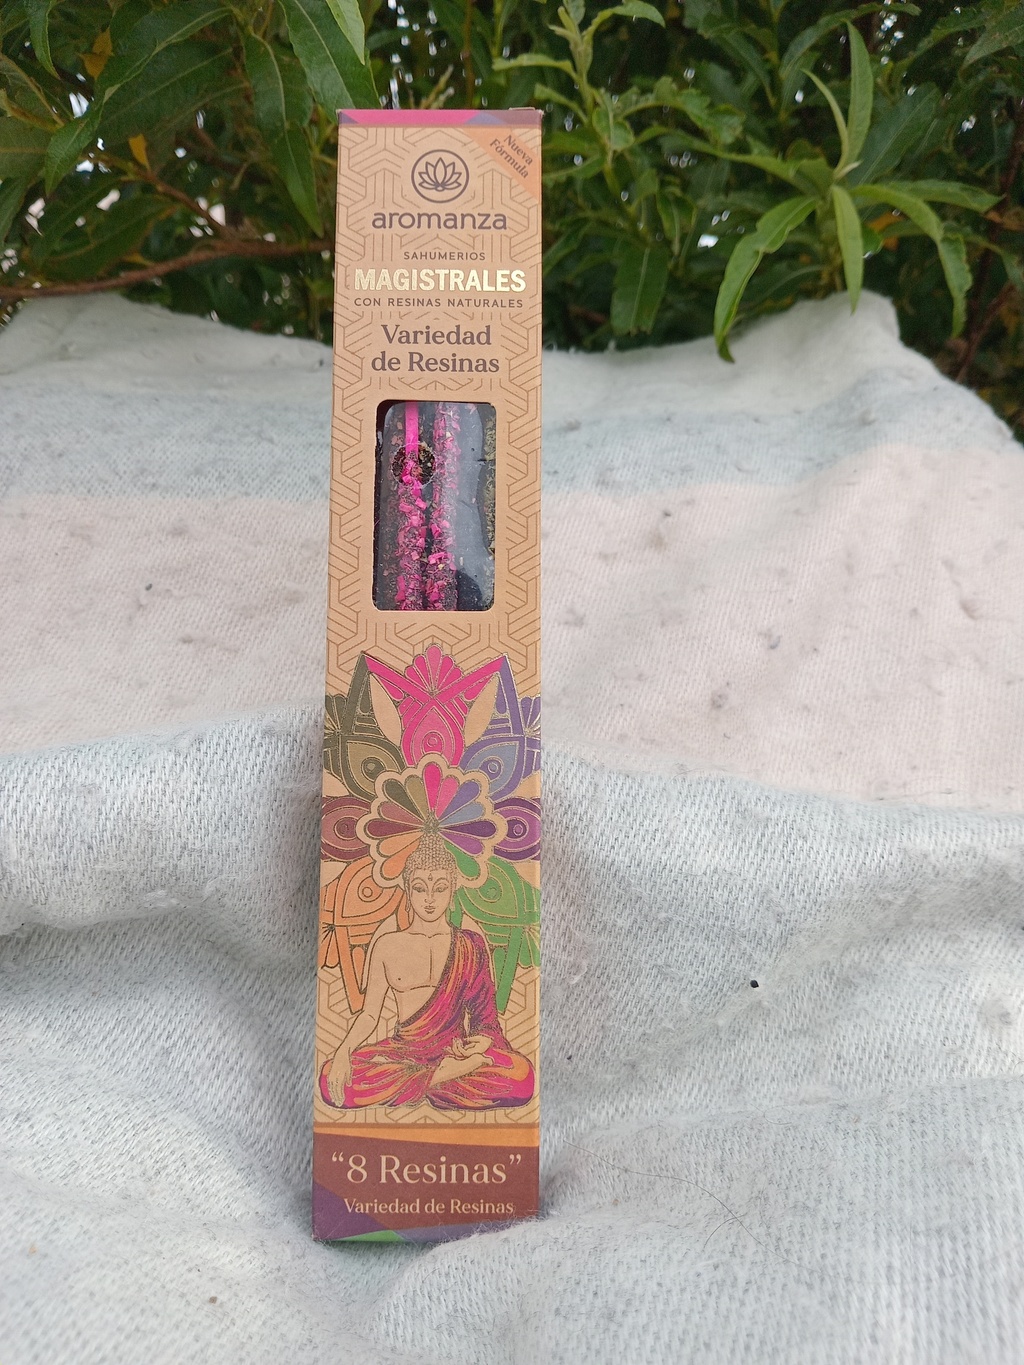 Nueva
Fórmula
aromanza
SAHUMERIOS
MAGISTRALES
CON RESINAS NATURALES
Variedad
de Resinas
“8 Resinas”
Variedad de Resinas